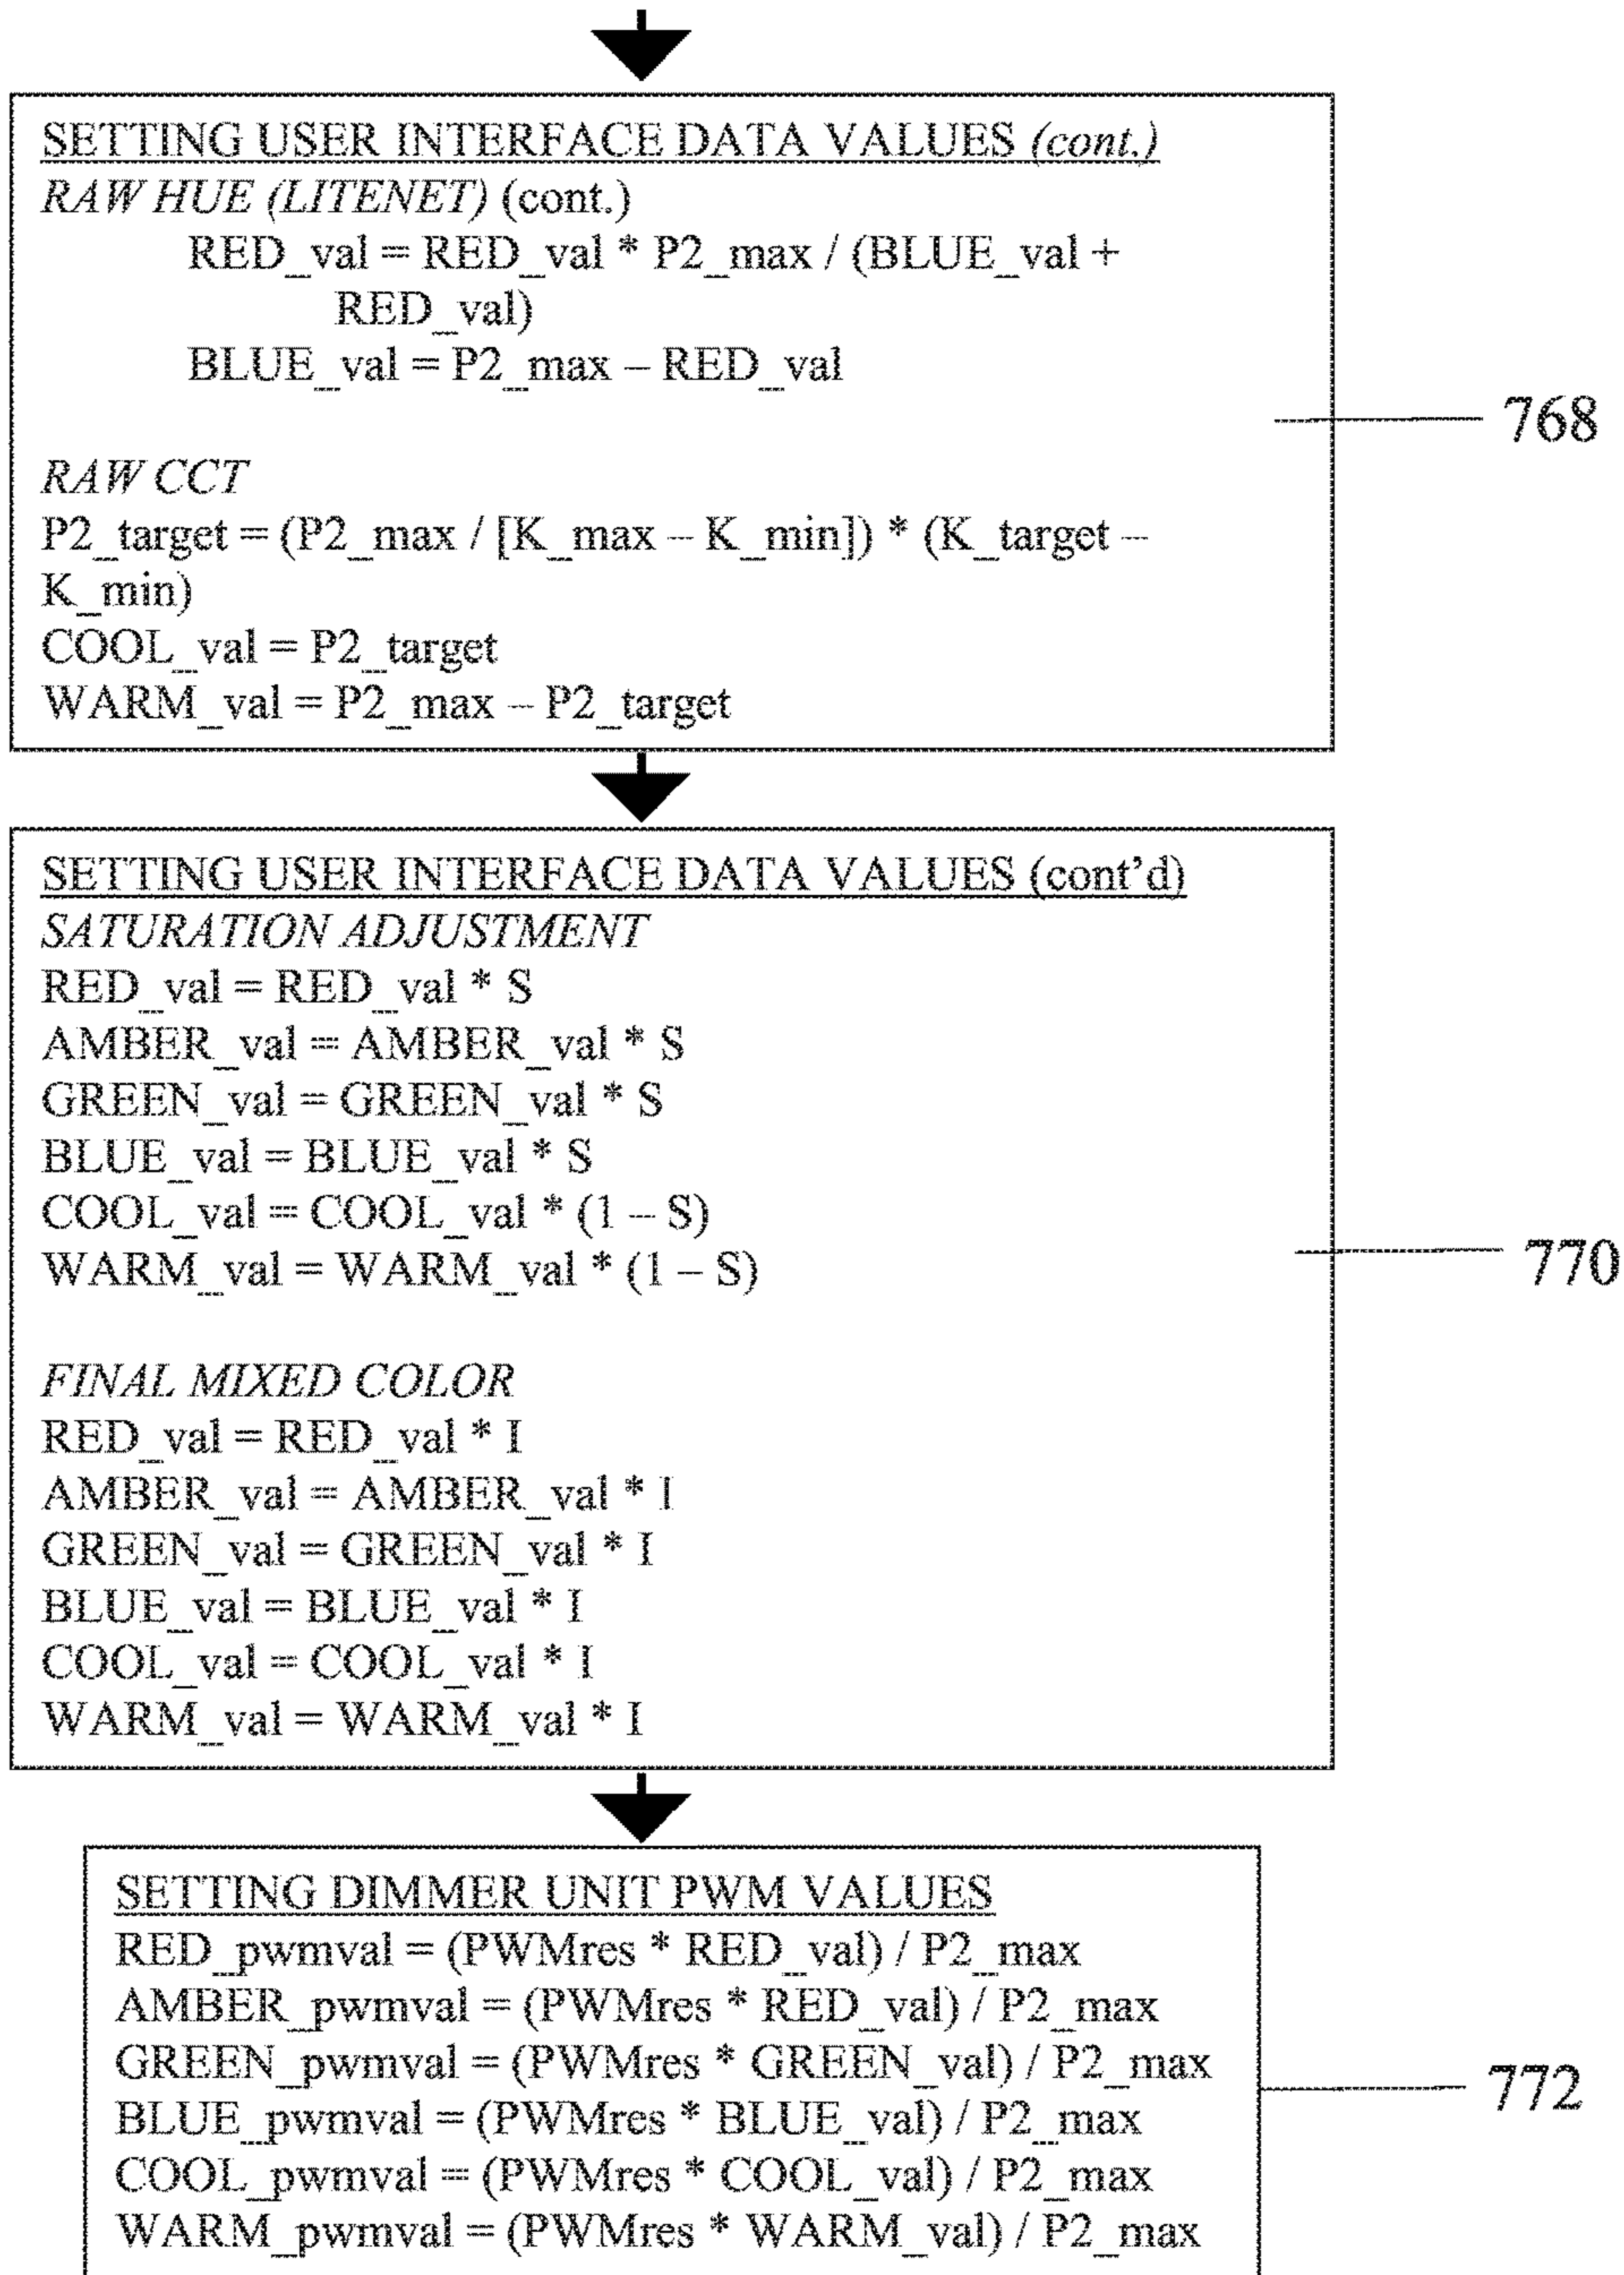 SETTING USER INTERFACE DATA VALUES (cont.)
RAW HUE (LITENET) (cont.)
RED_val = RED_val * P2_max / (BLUE_val +
RED_val)
BLUE_val = P2_max – RED_val
768
RAW CCT
P2_target = (P2_max / [K_max – K_min]) * (K_target –
K_min)
COOL_val = P2_target
WARM_val = P2_max – P2_target
SETTING USER INTERFACE DATA VALUES (cont'd)
SATURATION ADJUSTMENT
RED_val = RED_val * S
AMBER_val = AMBER_val * S
GREEN_val = GREEN_val * S
BLUE_val = BLUE_val * S
COOL_val = COOL_val * (1 – S)
WARM_val = WARM_val * (1 – S)
770
FINAL MIXED COLOR
RED_val = RED_val * I
AMBER_val = AMBER_val * I
GREEN_val = GREEN_val * I
BLUE_val = BLUE_val * I
COOL_val = COOL_val * I
WARM_val = WARM_val * I
SETTING DIMMER UNIT PWM VALUES
RED_pwmval = (PWMres * RED_val) / P2_max
AMBER_pwmval = (PWMres * RED_val) / P2_max
GREEN_pwmval = (PWMres * GREEN_val) / P2_max
772
BLUE_pwmval = (PWMres * BLUE_val) / P2_max
COOL_pwmval = (PWMres * COOL_val) / P2_max
WARM_pwmval = (PWMres * WARM_val) / P2_max